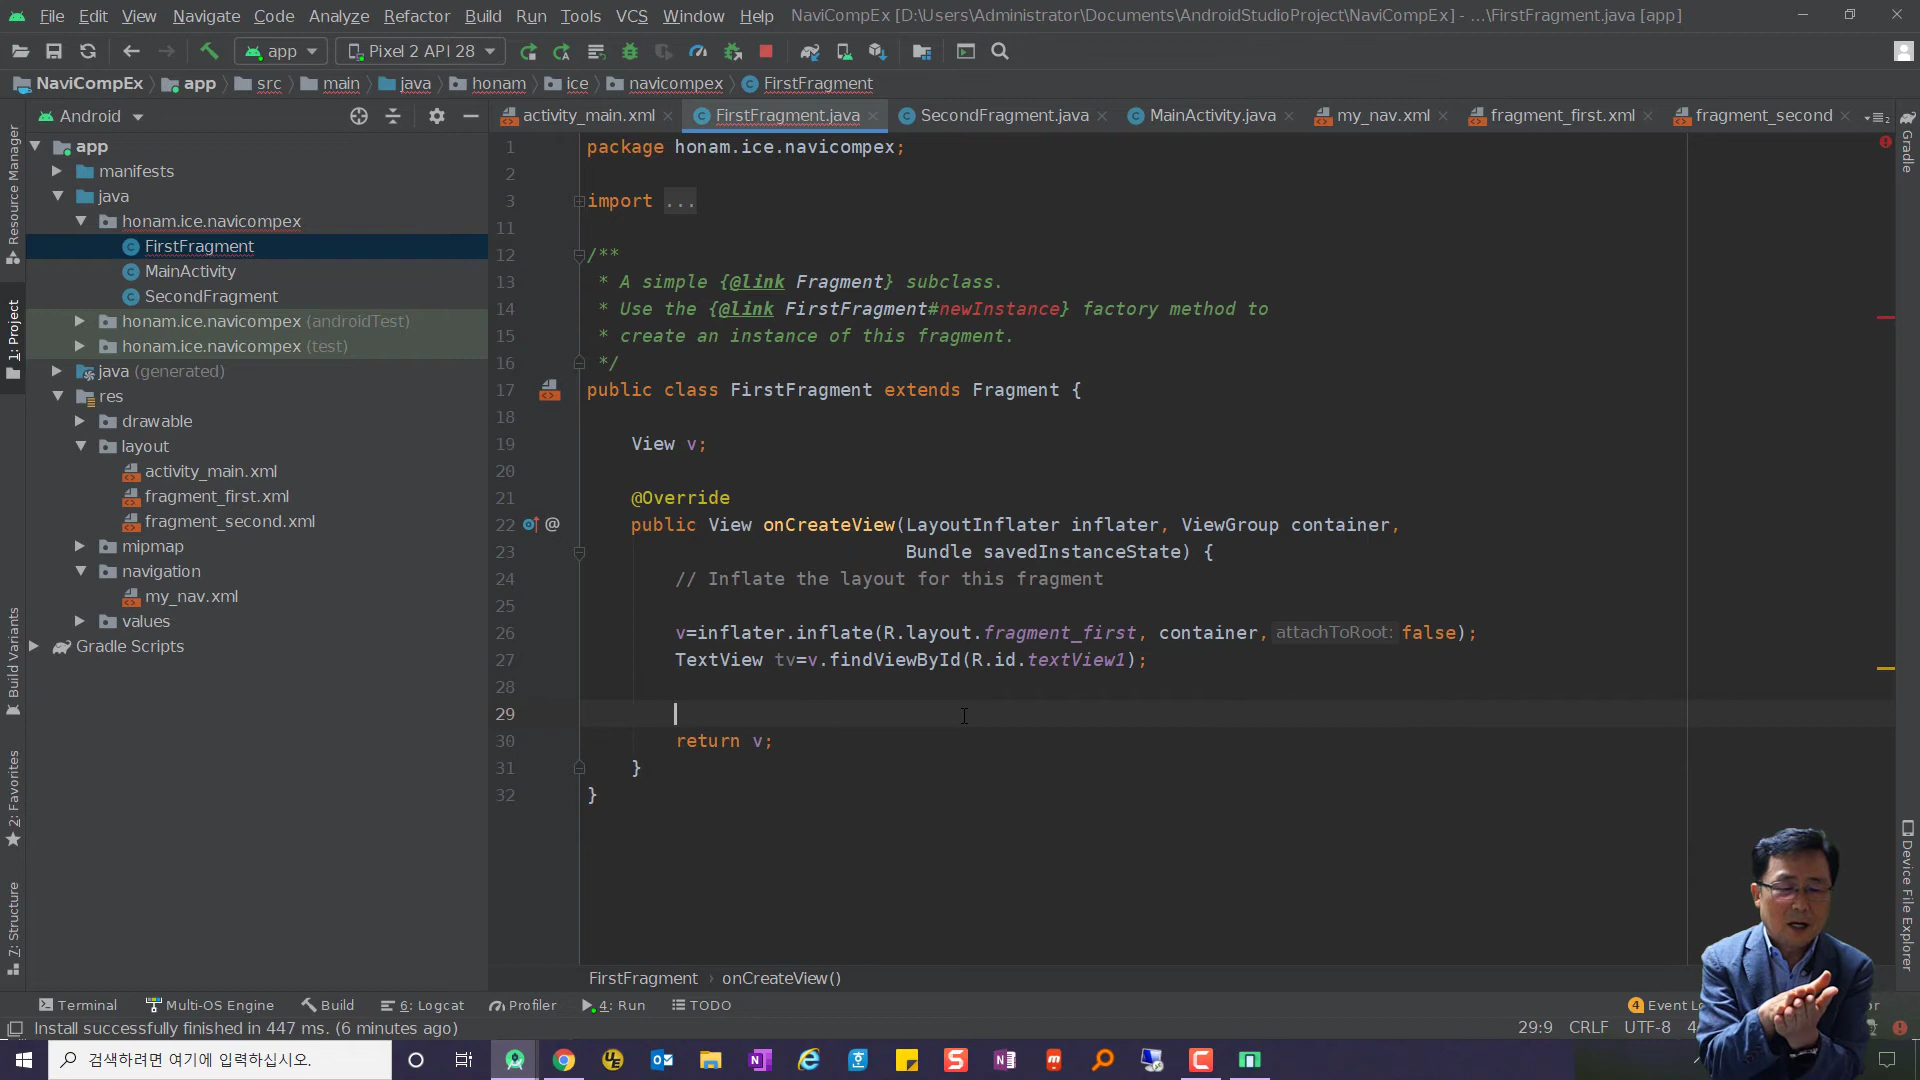 File Edit View Navigate Code Analyze Refactor Build Run Tools VCS Window Help NaviCompEx [D:\Users\Administrator\Documents\AndroidStudioProject\NaviCompEx] - ...\FirstFragment.java [app]
app Pixel 2 API 28
NaviCompEx app src main java honam ice navicompex FirstFragment
Android
activity_main.xml FirstFragment.java SecondFragment.java MainActivity.java my_nav.xml fragment_first.xml fragment_second
app
manifests
java
honam.ice.navicompex
FirstFragment
MainActivity
SecondFragment
honam.ice.navicompex (androidTest)
honam.ice.navicompex (test)
java (generated)
res
drawable
layout
activity_main.xml
fragment_first.xml
fragment_second.xml
mipmap
navigation
my_nav.xml
values
Gradle Scripts
Resource Manager
1: Project
Build Variants
2: Favorites
7: Structure
1 package honam.ice.navicompex;
2
3 import ...
11
12 /**
13 * A simple {@link Fragment} subclass.
14 * Use the {@link FirstFragment#newInstance} factory method to
15 * create an instance of this fragment.
16 */
17 public class FirstFragment extends Fragment {
18
19 View v;
20
21 @Override
22 public View onCreateView(LayoutInflater inflater, ViewGroup container,
23 Bundle savedInstanceState) {
24 // Inflate the layout for this fragment
25
26 v=inflater.inflate(R.layout.fragment_first, container, attachToRoot: false);
27 TextView tv=v.findViewById(R.id.textView1);
28
29
30 return v;
31 }
32 }
Gradle
Device File Explorer
FirstFragment › onCreateView()
Terminal Multi-OS Engine Build 6: Logcat Profiler 4: Run TODO 4 Event Lo
Install successfully finished in 447 ms. (6 minutes ago) 29:9 CRLF UTF-8 4
검색하려면 여기에 입력하십시오.